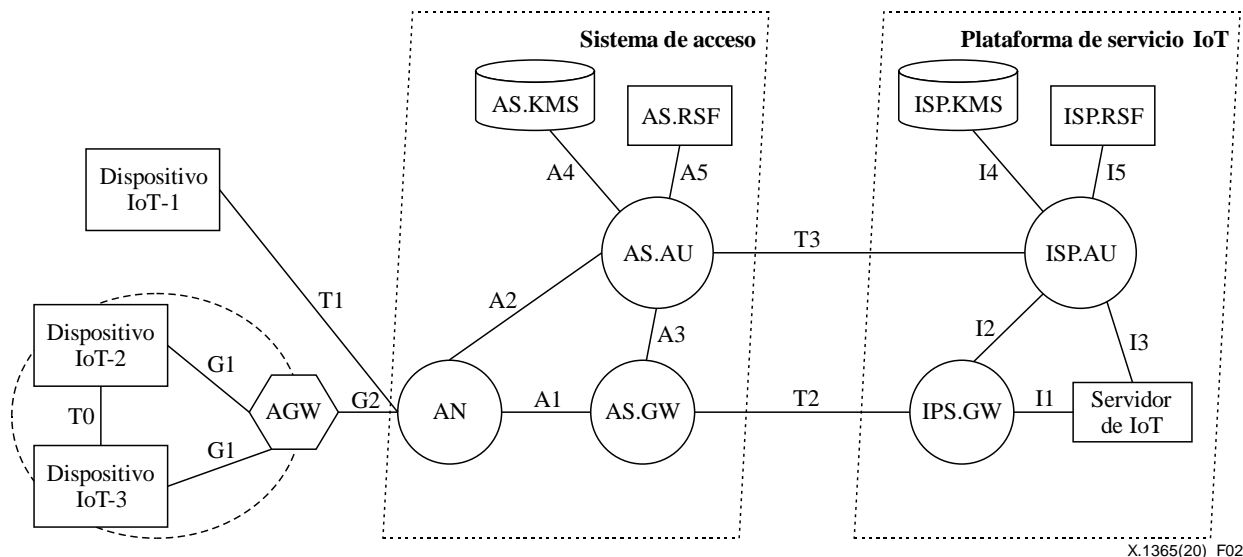 Sistema de acceso
Plataforma de servicio IoT
AS.KMS
AS.RSF
ISP.KMS
ISP.RSF
Dispositivo
IoT-1
A4
A5
I4
I5
AS.AU
T3
ISP.AU
T1
A2
Dispositivo
IoT-2
A3
I2
I3
G1
AGW
G2
AN
A1
AS.GW
T2
IPS.GW
I1
Servidor
de IoT
T0
G1
Dispositivo
IoT-3
X.1365(20)_F02